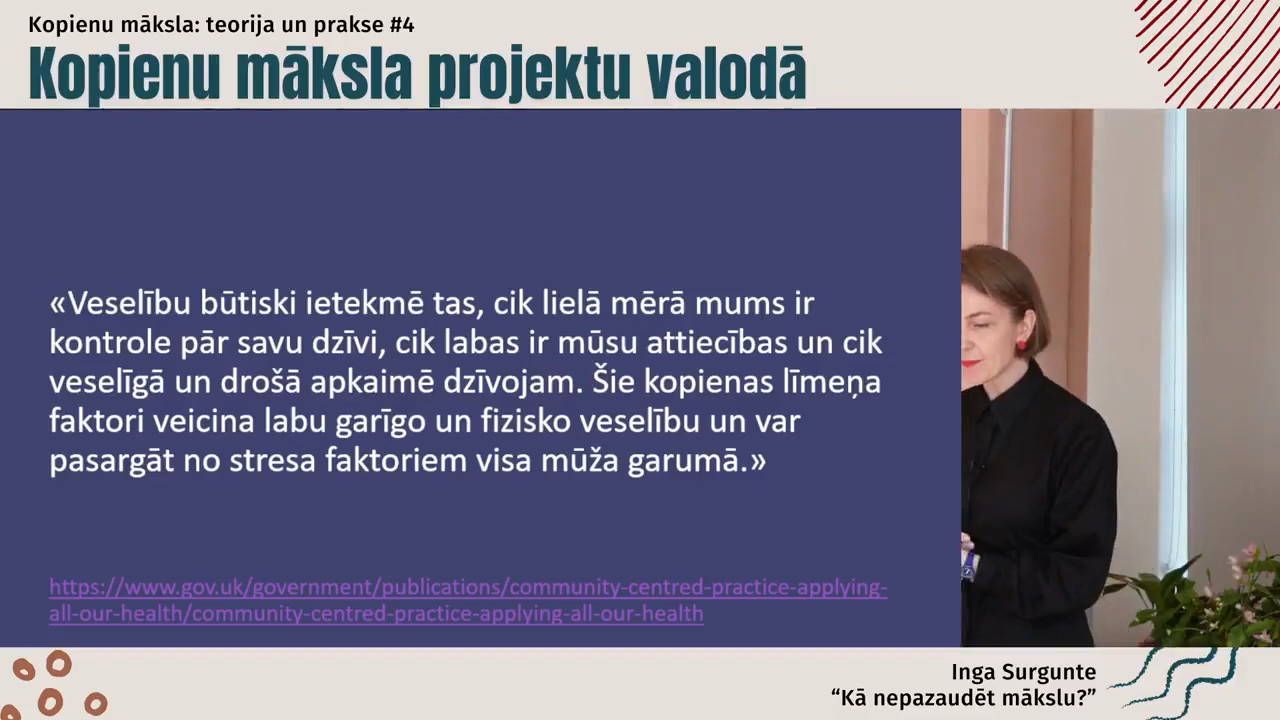 Kopienu māksla: teorija un prakse #4
Kopienu māksla projektu valodā
«Veselību būtiski ietekmē tas, cik lielā mērā mums ir
kontrole pār savu dzīvi, cik labas ir mūsu attiecības un cik
veselīgā un drošā apkaimē dzīvojam. Šie kopienas līmeņa
faktori veicina labu garīgo un fizisko veselību un var
pasargāt no stresa faktoriem visa mūža garumā.»
https://www.gov.uk/government/publications/community-centred-practice-applying-
all-our-health/community-centred-practice-applying-all-our-health
Inga Surgunte
“Kā nepazaudēt mākslu?”